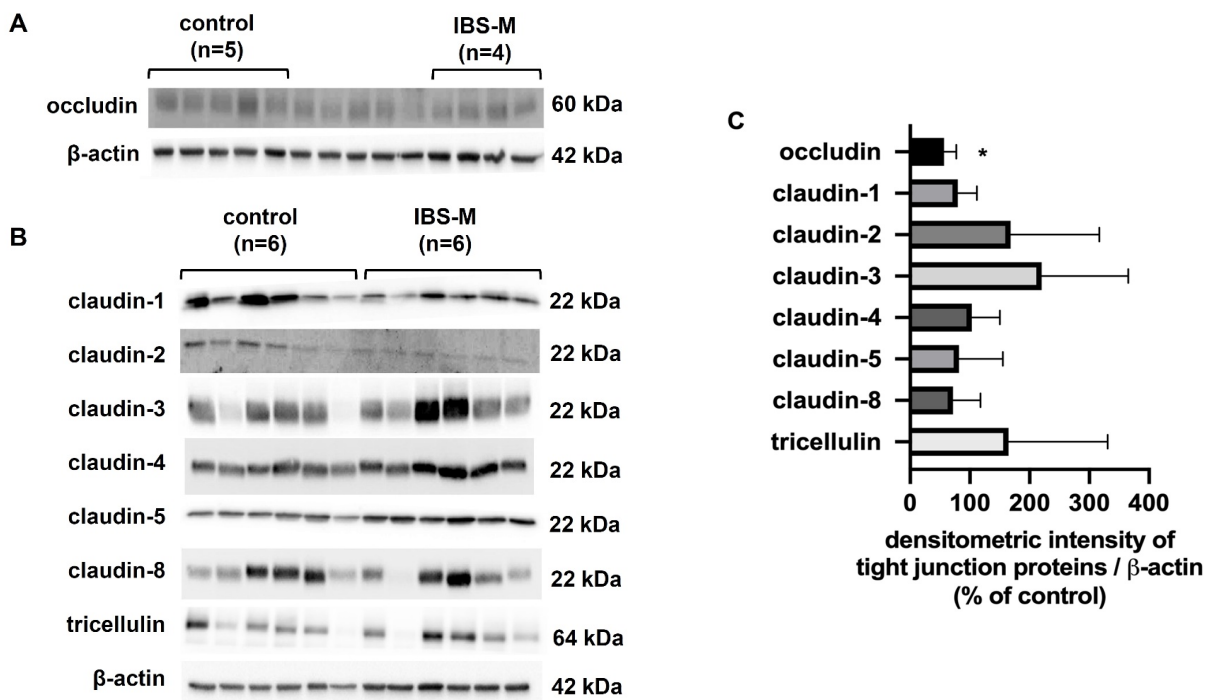 A
control
(n=5)
IBS-M
(n=4)
occludin
60 kDa
β-actin
42 kDa
B
control
(n=6)
IBS-M
(n=6)
claudin-1
22 kDa
claudin-2
22 kDa
claudin-3
22 kDa
claudin-4
22 kDa
claudin-5
22 kDa
claudin-8
22 kDa
tricellulin
64 kDa
β-actin
42 kDa
C
occludin
*
claudin-1
claudin-2
claudin-3
claudin-4
claudin-5
claudin-8
tricellulin
0 100 200 300 400
densitometric intensity of
tight junction proteins / β-actin
(% of control)